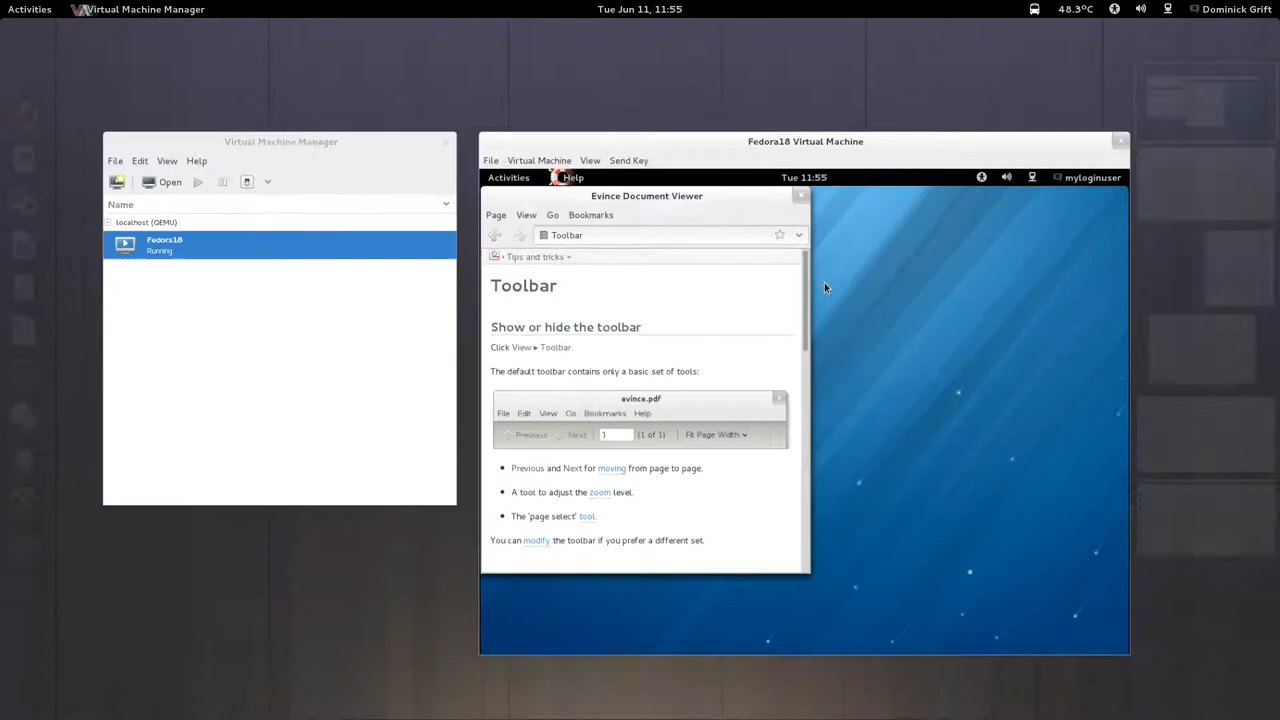 Activities Virtual Machine Manager Tue Jun 11, 11:55 48.3ºC Dominick Grift
Virtual Machine Manager
File Edit View Help
Open
Name
localhost (QEMU)
Fedora18
Running
Fedora18 Virtual Machine
File Virtual Machine View Send Key
Activities Help Tue 11:55 myloginuser
Evince Document Viewer
Page View Go Bookmarks
Toolbar
› Tips and tricks »
Toolbar
Show or hide the toolbar
Click View ▸ Toolbar.
The default toolbar contains only a basic set of tools:
evince.pdf
File Edit View Go Bookmarks Help
Previous Next 1 (1 of 1) Fit Page Width
• Previous and Next for moving from page to page.
• A tool to adjust the zoom level.
• The 'page select' tool.
You can modify the toolbar if you prefer a different set.